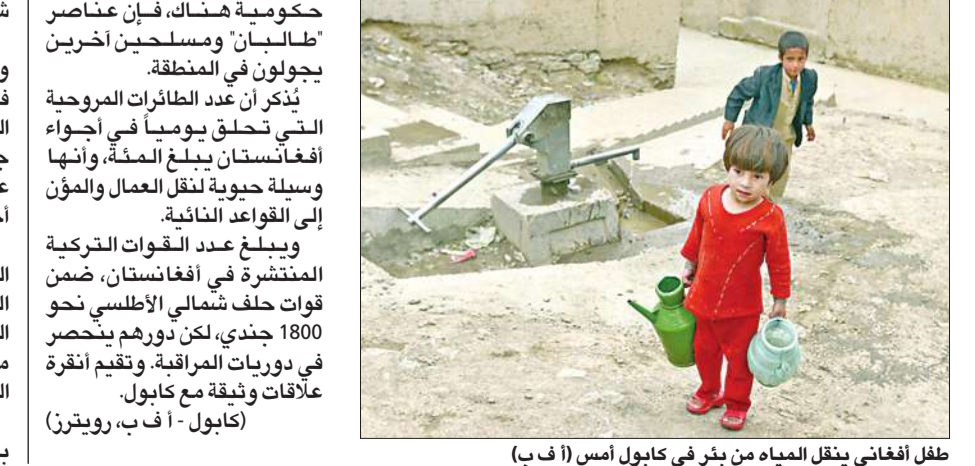 حكومية هناك، فإن عناصر
"طالبان" ومسلحين آخرين
يجولون في المنطقة.
يُذكر أن عدد الطائرات المروحية
التي تحلق يومياً في أجواء
أفغانستان يبلغ المئة، وأنها
وسيلة حيوية لنقل العمال والمؤن
إلى القواعد النائية.
ويبلغ عدد القوات التركية
المنتشرة في أفغانستان، ضمن
قوات حلف شمالي الأطلسي نحو
1800 جندي، لكن دورهم ينحصر
في دوريات المراقبة. وتقيم أنقرة
علاقات وثيقة مع كابول.
(كابول - أ ف ب، رويترز)
طفل أفغاني ينقل المياه من بئر في كابول أمس (أ ف ب)